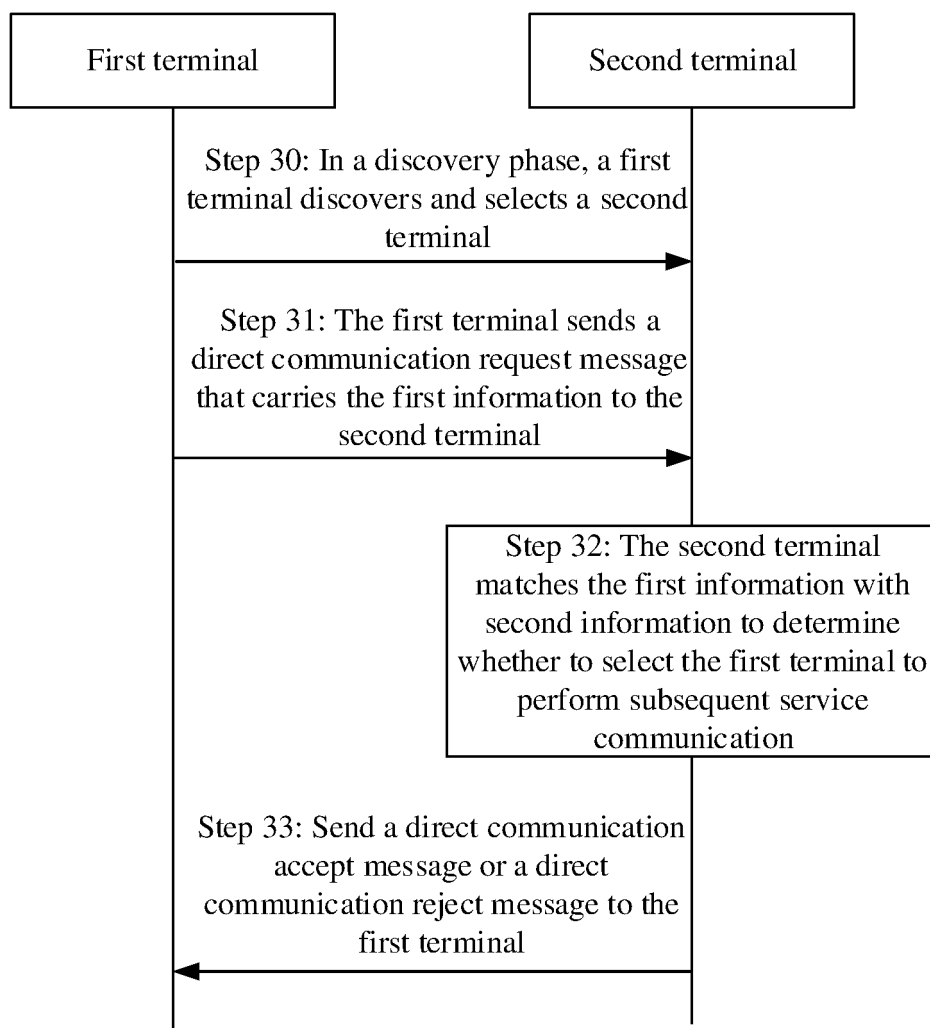 First terminal
Second terminal
Step 30: In a discovery phase, a first
terminal discovers and selects a second
terminal
Step 31: The first terminal sends a
direct communication request message
that carries the first information to the
second terminal
Step 32: The second terminal
matches the first information with
second information to determine
whether to select the first terminal to
perform subsequent service
communication
Step 33: Send a direct communication
accept message or a direct
communication reject message to the
first terminal